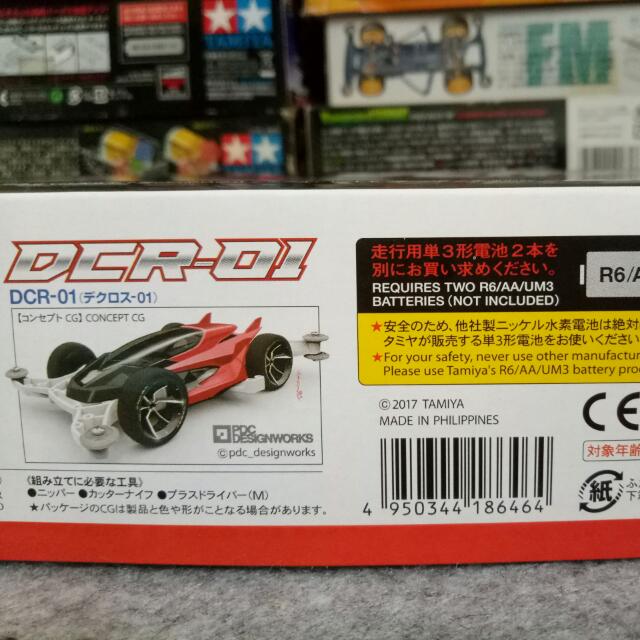 TAMIYA
TAMIYA
FM
DCR-01
DCR-01(デクロス-01)
【コンセプトCG】CONCEPT CG
PDC
DESIGNWORKS
©pdc_designworks
《組み立てに必要な工具》
●ニッパー ●カッターナイフ ●プラスドライバー(M)
★パッケージのCGは製品と色や形がことなる場合があります。
走行用単3形電池2本を
別にお買い求めください。
REQUIRES TWO R6/AA/UM3
BATTERIES (NOT INCLUDED)
R6/A
★安全のため、他社製ニッケル水素電池は絶対に
タミヤが販売する単3形電池をお使いください
★For your safety, never use other manufactur
Please use Tamiya's R6/AA/UM3 battery prod
©2017 TAMIYA
MADE IN PHILIPPINES
CE
対象年齢
紙
4 950344 186464